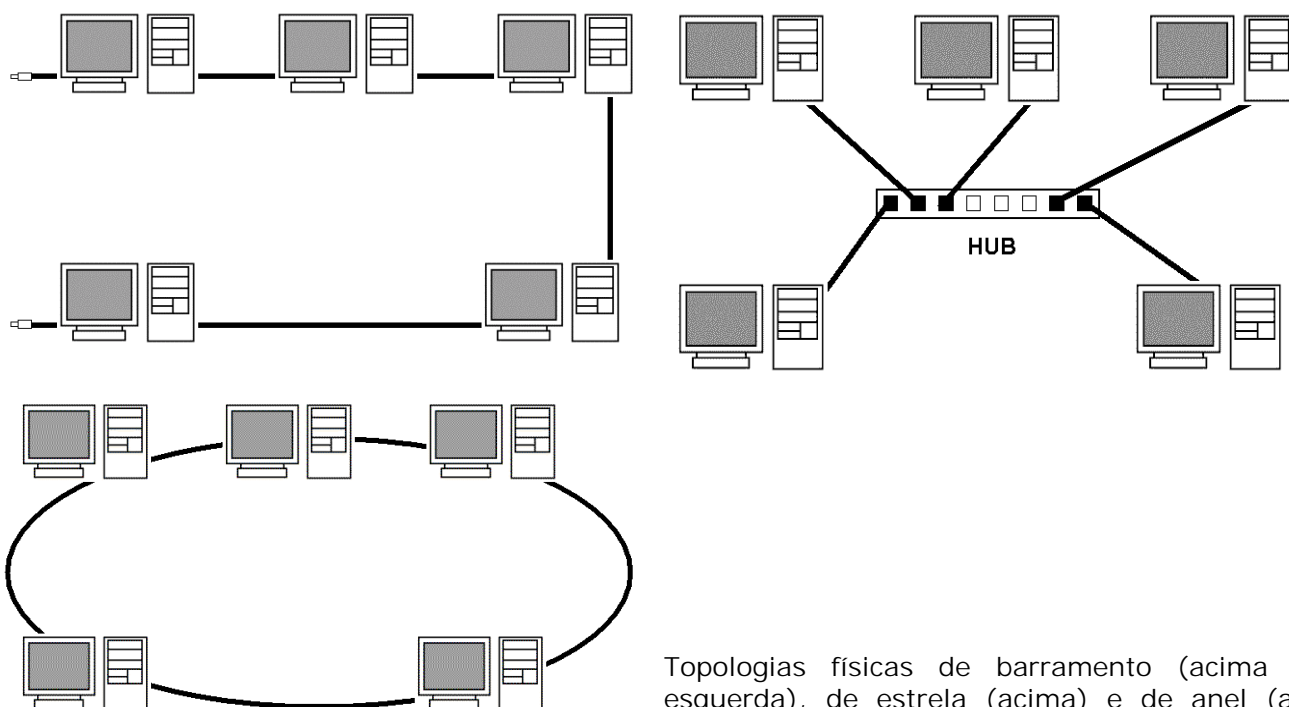 HUB
Topologias físicas de barramento (acima
esquerda), de estrela (acima) e de anel (a